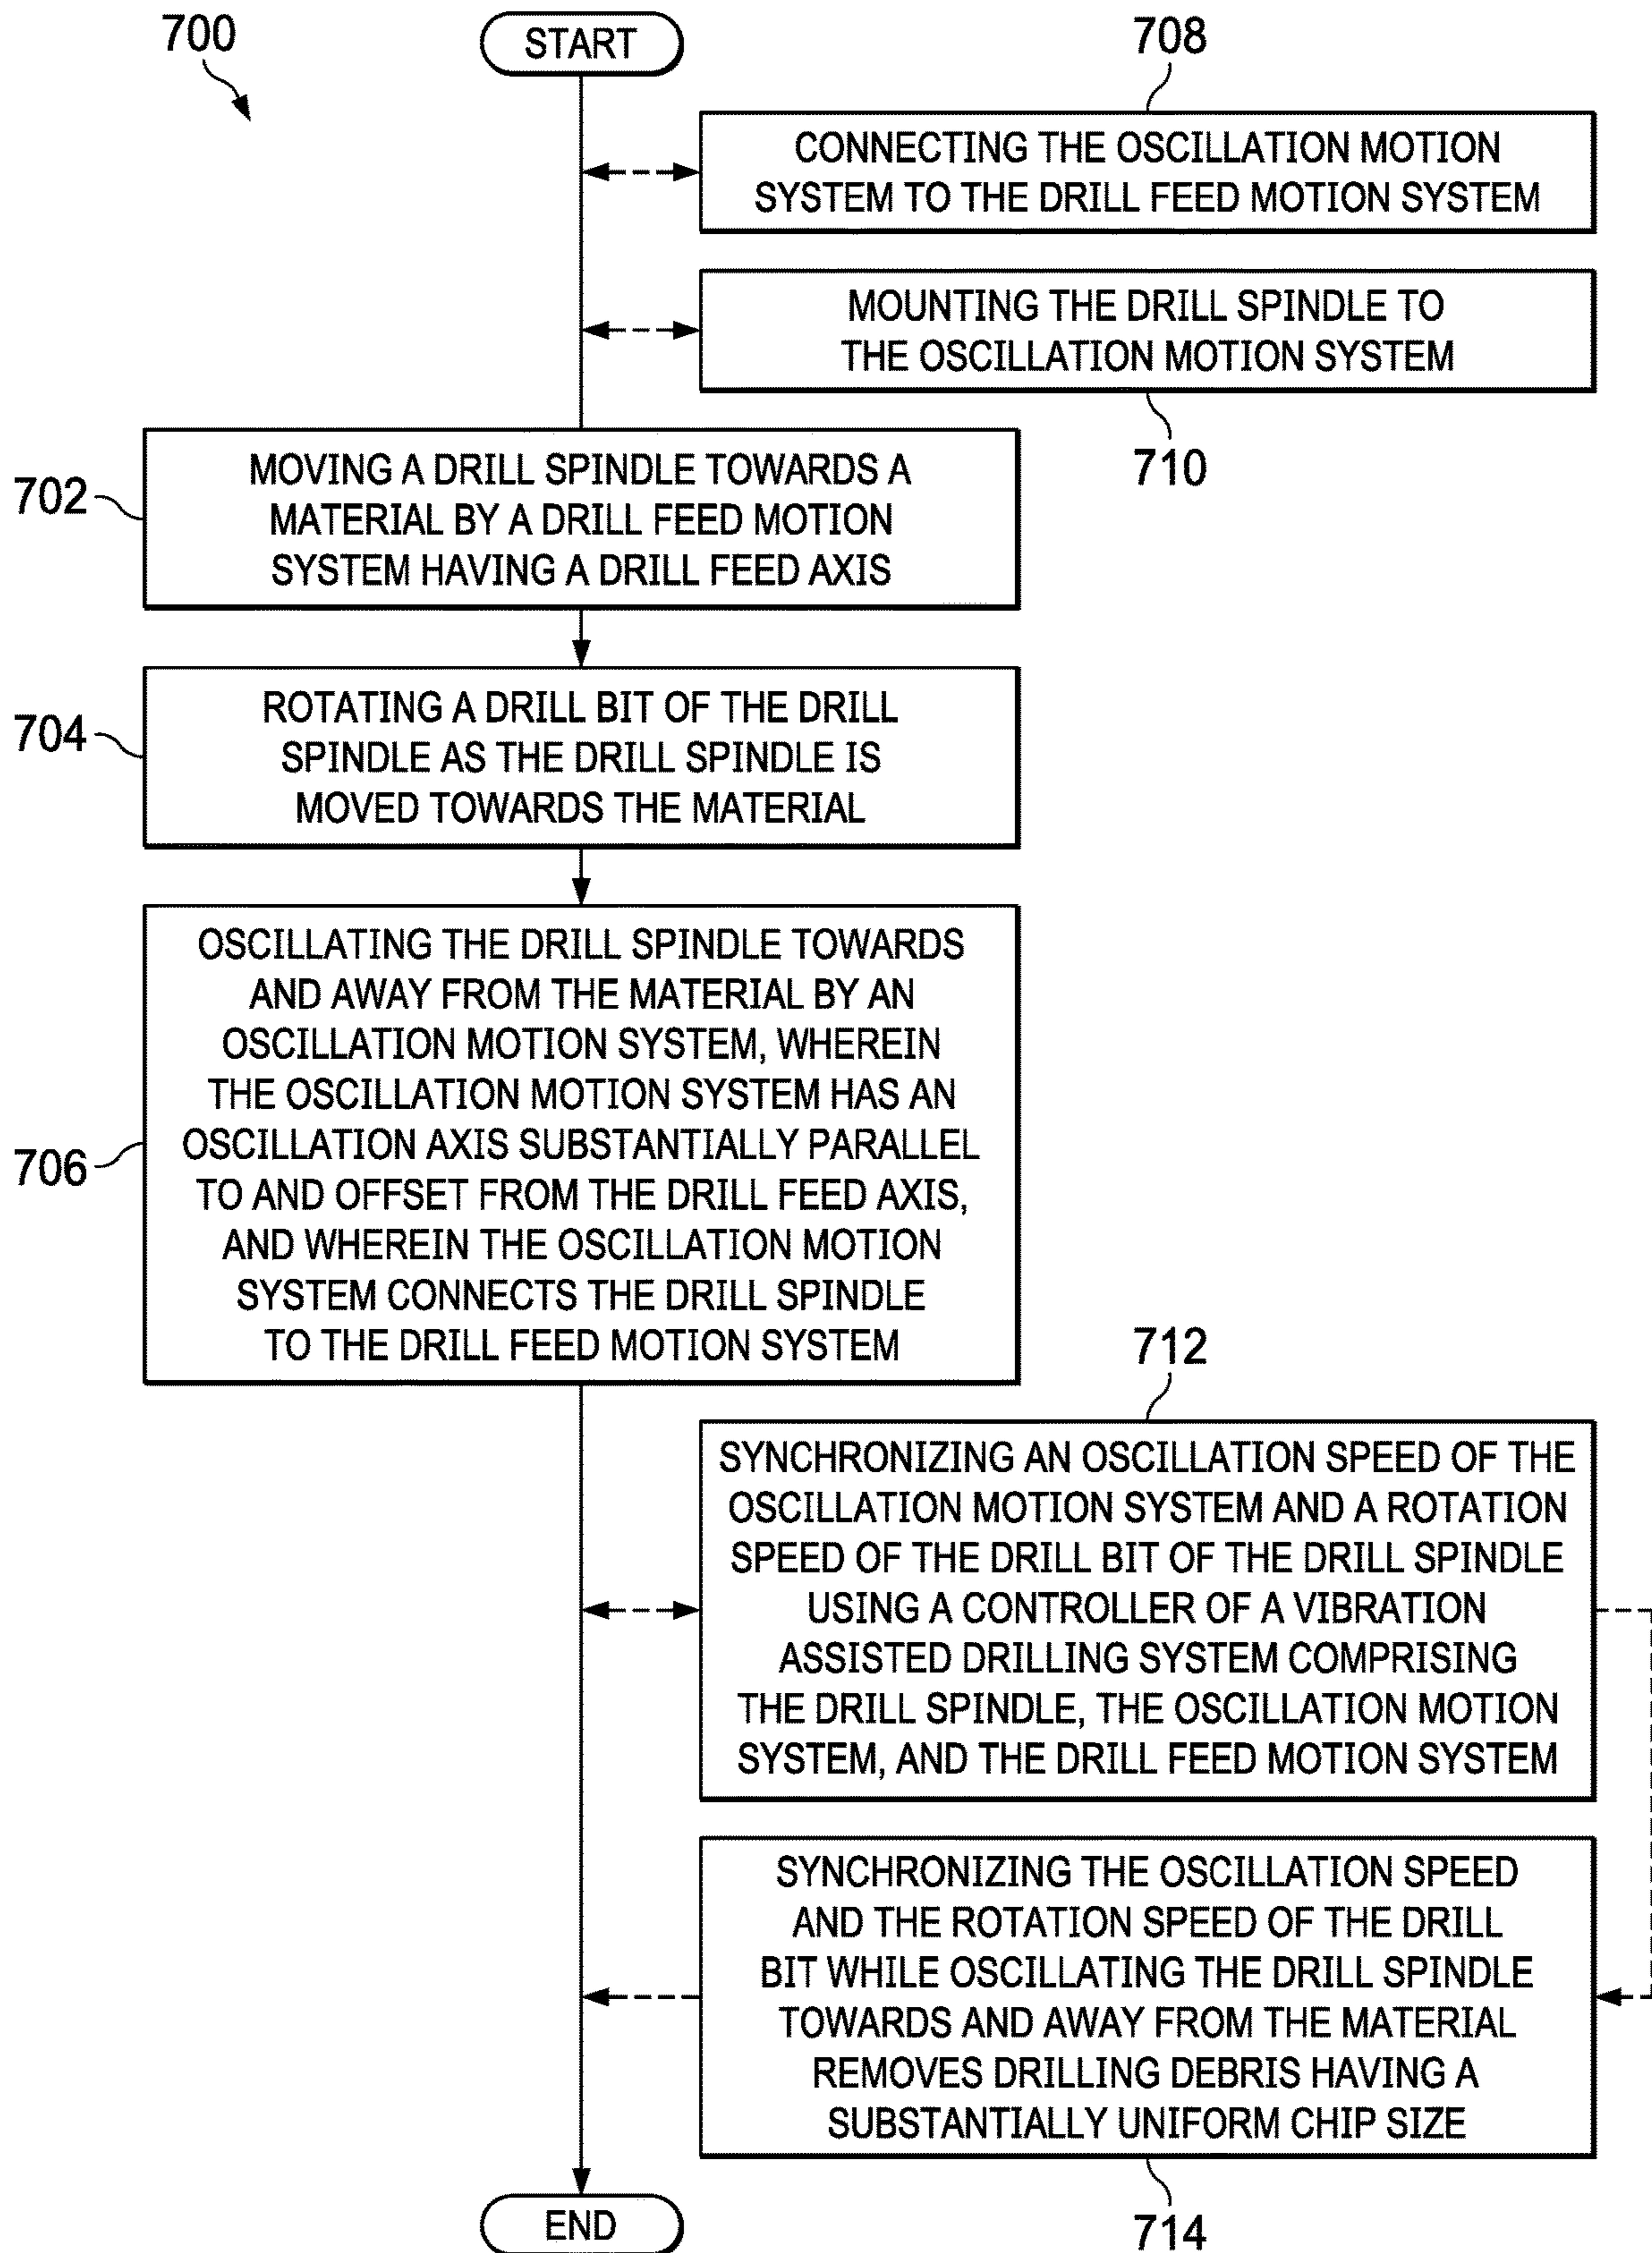 700
START
708
CONNECTING THE OSCILLATION MOTION
SYSTEM TO THE DRILL FEED MOTION SYSTEM
MOUNTING THE DRILL SPINDLE TO
THE OSCILLATION MOTION SYSTEM
710
702
MOVING A DRILL SPINDLE TOWARDS A
MATERIAL BY A DRILL FEED MOTION
SYSTEM HAVING A DRILL FEED AXIS
704
ROTATING A DRILL BIT OF THE DRILL
SPINDLE AS THE DRILL SPINDLE IS
MOVED TOWARDS THE MATERIAL
706
OSCILLATING THE DRILL SPINDLE TOWARDS
AND AWAY FROM THE MATERIAL BY AN
OSCILLATION MOTION SYSTEM, WHEREIN
THE OSCILLATION MOTION SYSTEM HAS AN
OSCILLATION AXIS SUBSTANTIALLY PARALLEL
TO AND OFFSET FROM THE DRILL FEED AXIS,
AND WHEREIN THE OSCILLATION MOTION
SYSTEM CONNECTS THE DRILL SPINDLE
TO THE DRILL FEED MOTION SYSTEM
712
SYNCHRONIZING AN OSCILLATION SPEED OF THE
OSCILLATION MOTION SYSTEM AND A ROTATION
SPEED OF THE DRILL BIT OF THE DRILL SPINDLE
USING A CONTROLLER OF A VIBRATION
ASSISTED DRILLING SYSTEM COMPRISING
THE DRILL SPINDLE, THE OSCILLATION MOTION
SYSTEM, AND THE DRILL FEED MOTION SYSTEM
SYNCHRONIZING THE OSCILLATION SPEED
AND THE ROTATION SPEED OF THE DRILL
BIT WHILE OSCILLATING THE DRILL SPINDLE
TOWARDS AND AWAY FROM THE MATERIAL
REMOVES DRILLING DEBRIS HAVING A
SUBSTANTIALLY UNIFORM CHIP SIZE
714
END